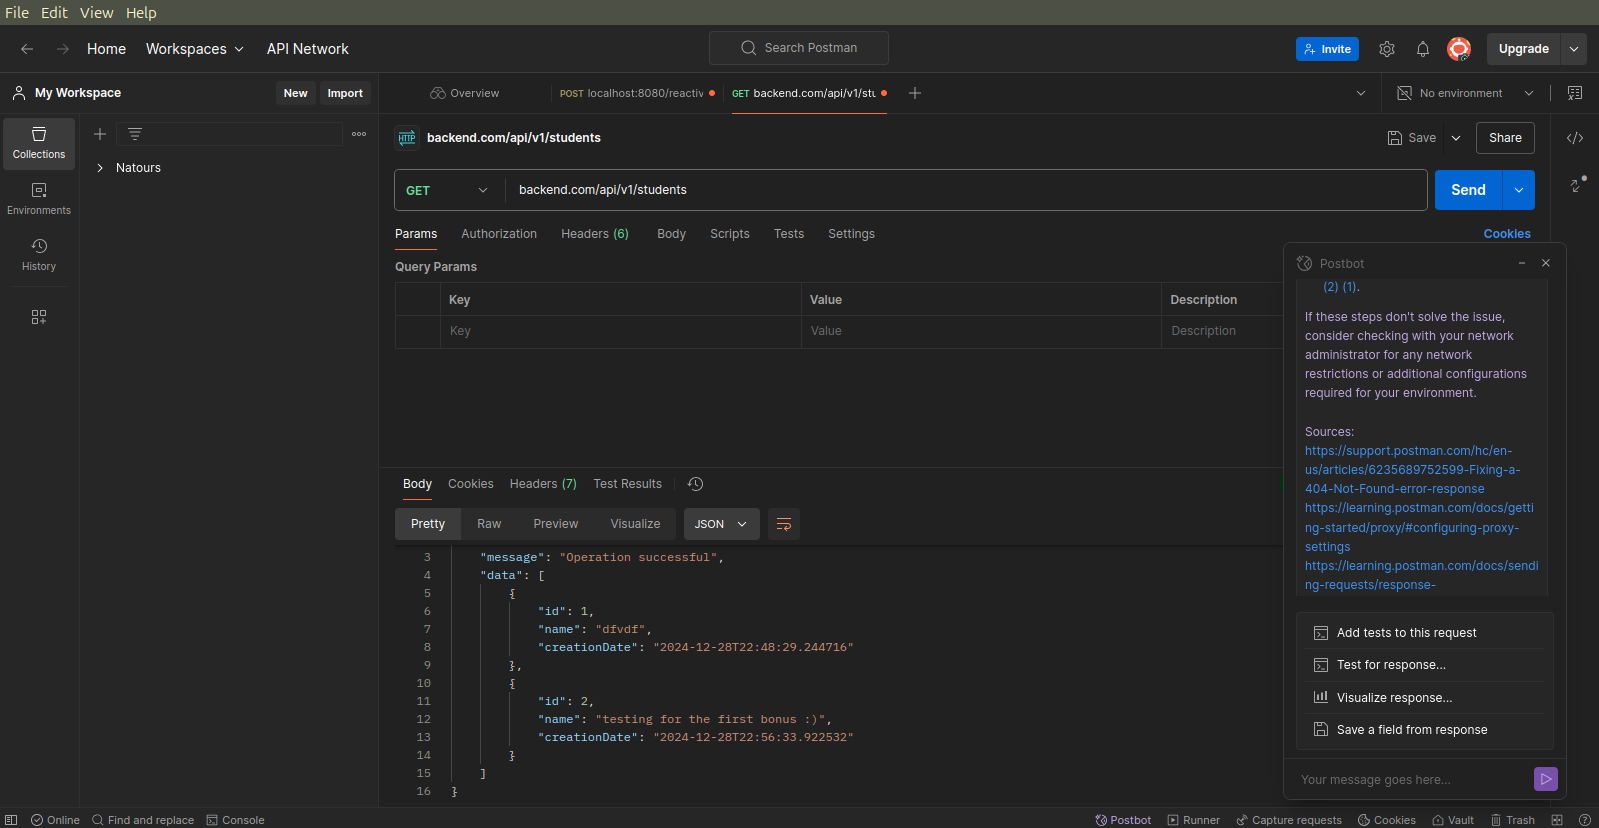 File Edit View Help
Home Workspaces API Network Search Postman Invite Upgrade
My Workspace New Import Overview POST localhost:8080/reactiv GET backend.com/api/v1/stu No environment
Collections
Environments
History
Natours
HTTP backend.com/api/v1/students Save Share
GET backend.com/api/v1/students Send
Params Authorization Headers (6) Body Scripts Tests Settings Cookies
Query Params
Key Value Description
Key Value Description
Body Cookies Headers (7) Test Results
Pretty Raw Preview Visualize JSON
3 "message": "Operation successful",
4 "data": [
5 {
6 "id": 1,
7 "name": "dfvdf",
8 "creationDate": "2024-12-28T22:48:29.244716"
9 },
10 {
11 "id": 2,
12 "name": "testing for the first bonus :)",
13 "creationDate": "2024-12-28T22:56:33.922532"
14 }
15 ]
16 }
Postbot
(2) (1).
If these steps don't solve the issue,
consider checking with your network
administrator for any network
restrictions or additional configurations
required for your environment.
Sources:
https://support.postman.com/hc/en-
us/articles/6235689752599-Fixing-a-
404-Not-Found-error-response
https://learning.postman.com/docs/getti
ng-started/proxy/#configuring-proxy-
settings
https://learning.postman.com/docs/sendi
ng-requests/response-
Add tests to this request
Test for response...
Visualize response...
Save a field from response
Your message goes here...
Online Find and replace Console Postbot Runner Capture requests Cookies Vault Trash